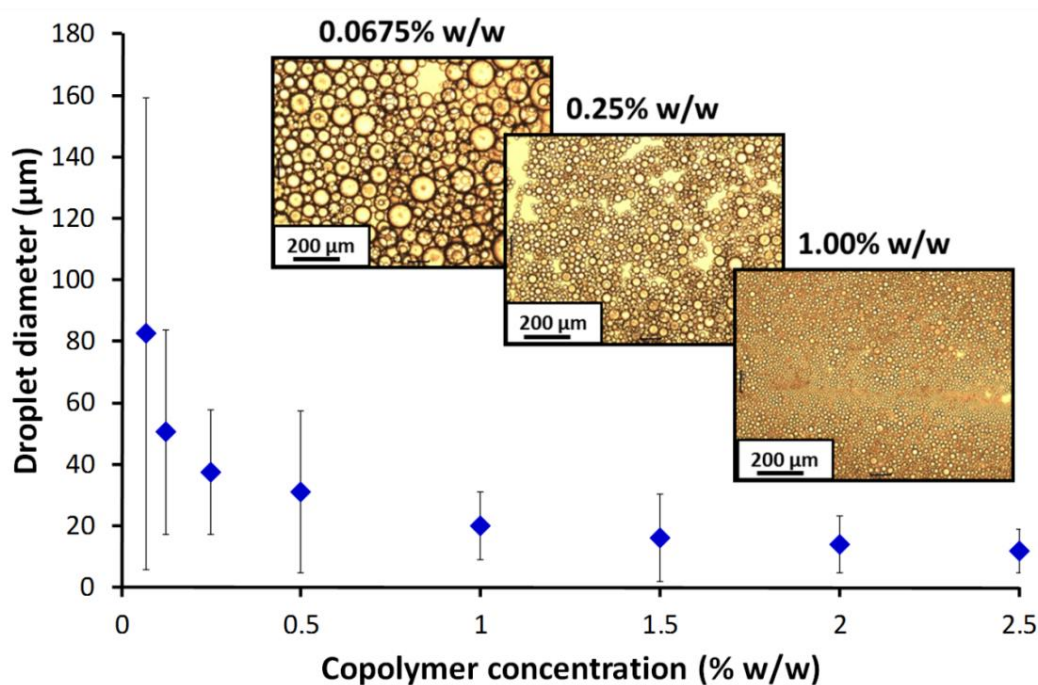 0.0675% w/w
0.25% w/w
1.00% w/w
200 µm
200 µm
200 µm
Droplet diameter (µm)
180
160
140
120
100
80
60
40
20
0
0 0.5 1 1.5 2 2.5
Copolymer concentration (% w/w)